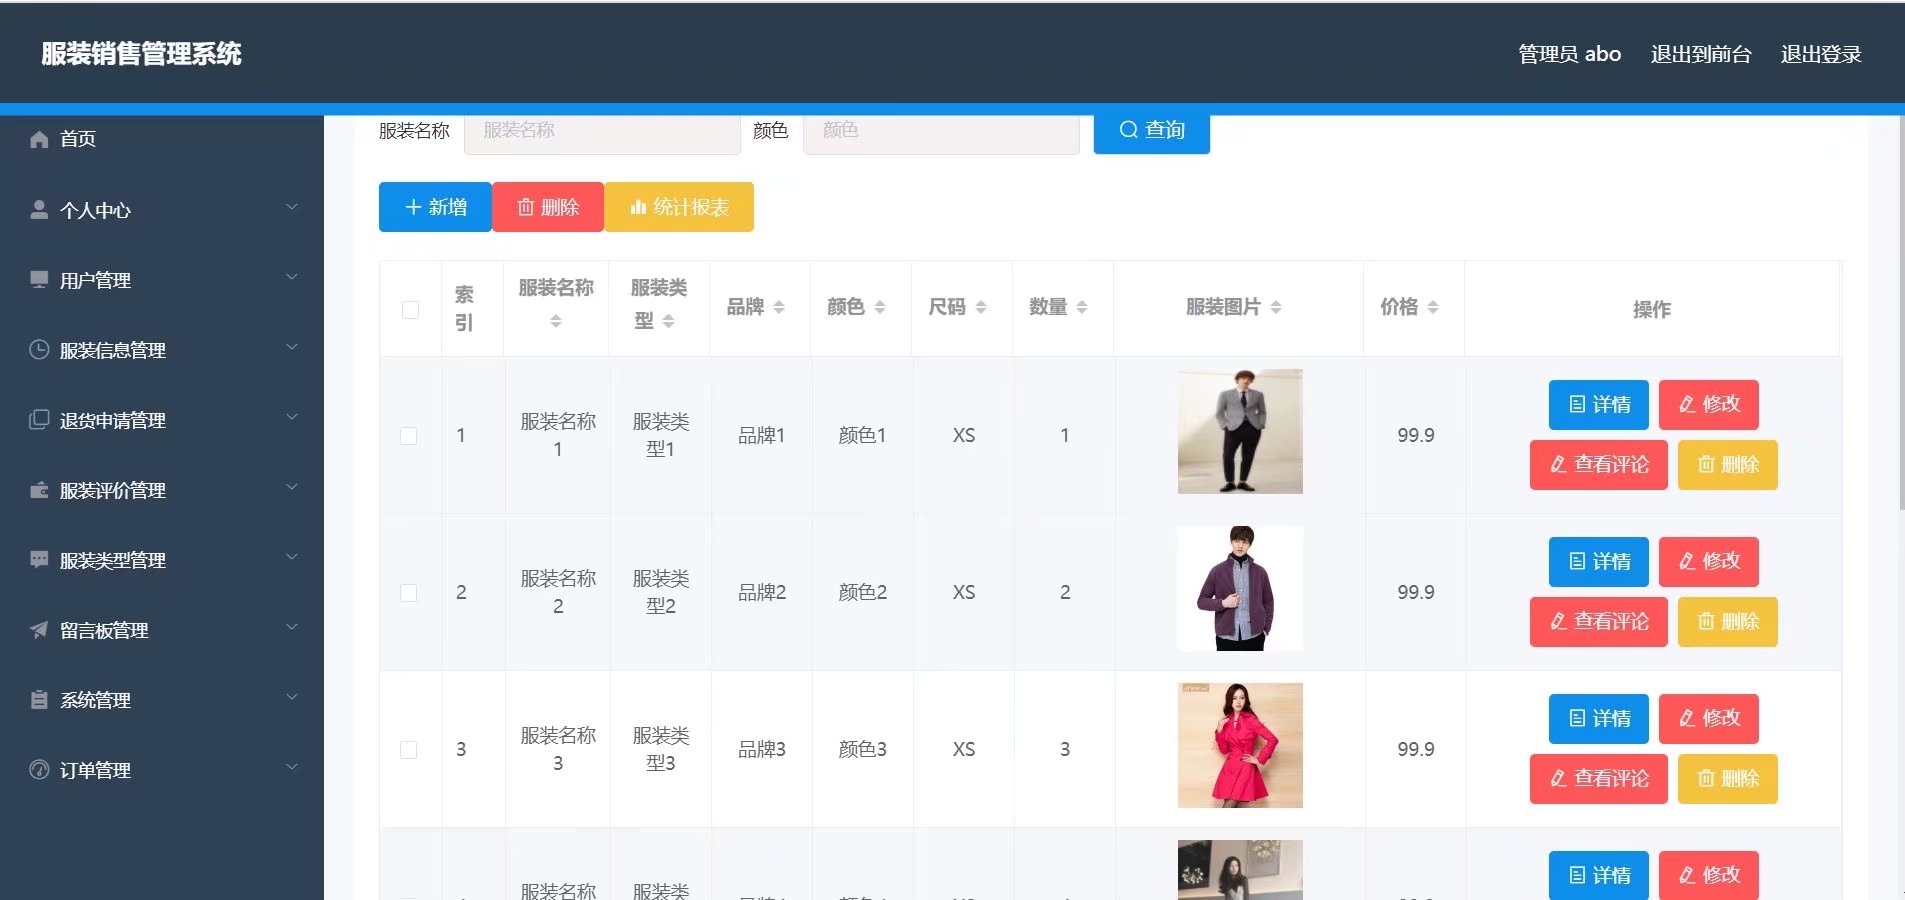 服装销售管理系统
管理员 abo 退出到前台 退出登录
首页
个人中心
用户管理
服装信息管理
退货申请管理
服装评价管理
服装类型管理
留言板管理
系统管理
订单管理
服装名称 服装名称 颜色 颜色 查询
新增 删除 统计报表
索引 服装名称 服装类型 品牌 颜色 尺码 数量 服装图片 价格 操作
1 服装名称1 服装类型1 品牌1 颜色1 XS 1 99.9 详情 修改
查看评论 删除
2 服装名称2 服装类型2 品牌2 颜色2 XS 2 99.9 详情 修改
查看评论 删除
3 服装名称3 服装类型3 品牌3 颜色3 XS 3 99.9 详情 修改
查看评论 删除
服装名称 服装类 详情 修改